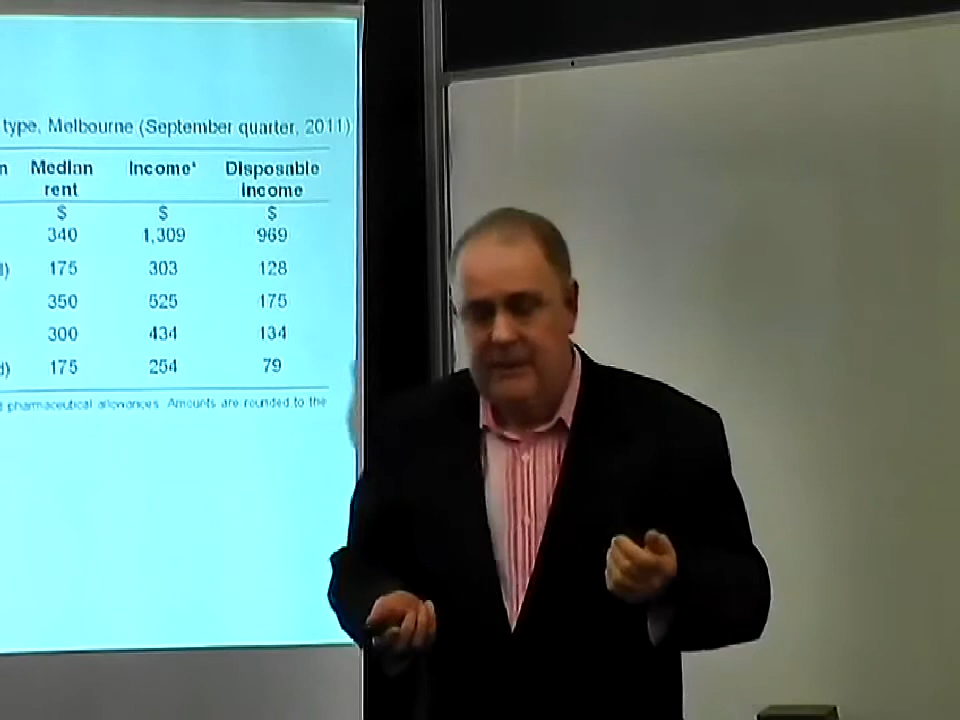 type, Melbourne (September quarter, 2011)
n Median rent Income* Disposable income
$ $ $
340 1,309 969
l) 175 303 128
350 525 175
300 434 134
d) 175 254 79
d pharmaceutical allowances. Amounts are rounded to the